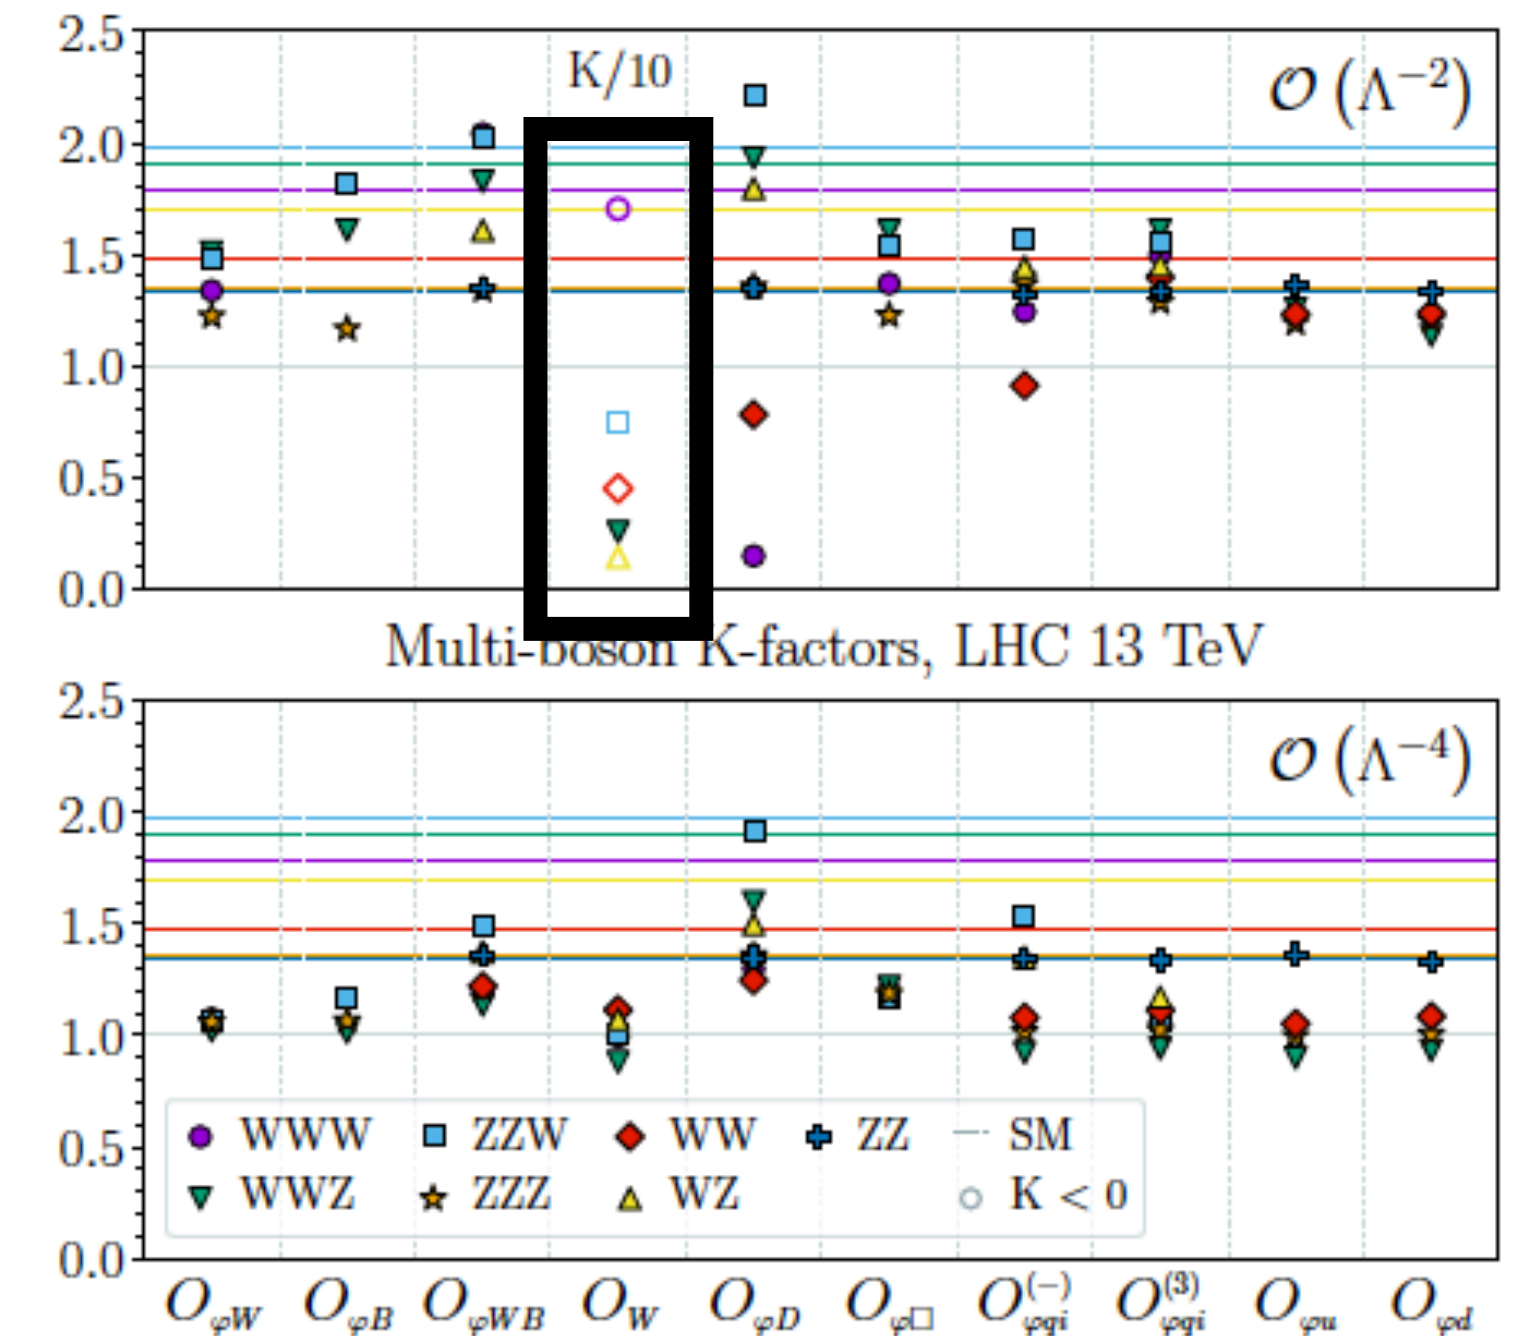 2.5
K/10
𝒪 (Λ⁻²)
2.0
1.5
1.0
0.5
0.0
Multi-boson K-factors, LHC 13 TeV
2.5
𝒪 (Λ⁻⁴)
2.0
1.5
1.0
WWW ZZW WW ZZ SM
0.5
WWZ ZZZ WZ K < 0
0.0
O_φW O_φB O_φWB O_W O_φD O_φ□ O_φqi^(−) O_φqi^(3) O_φu O_φd